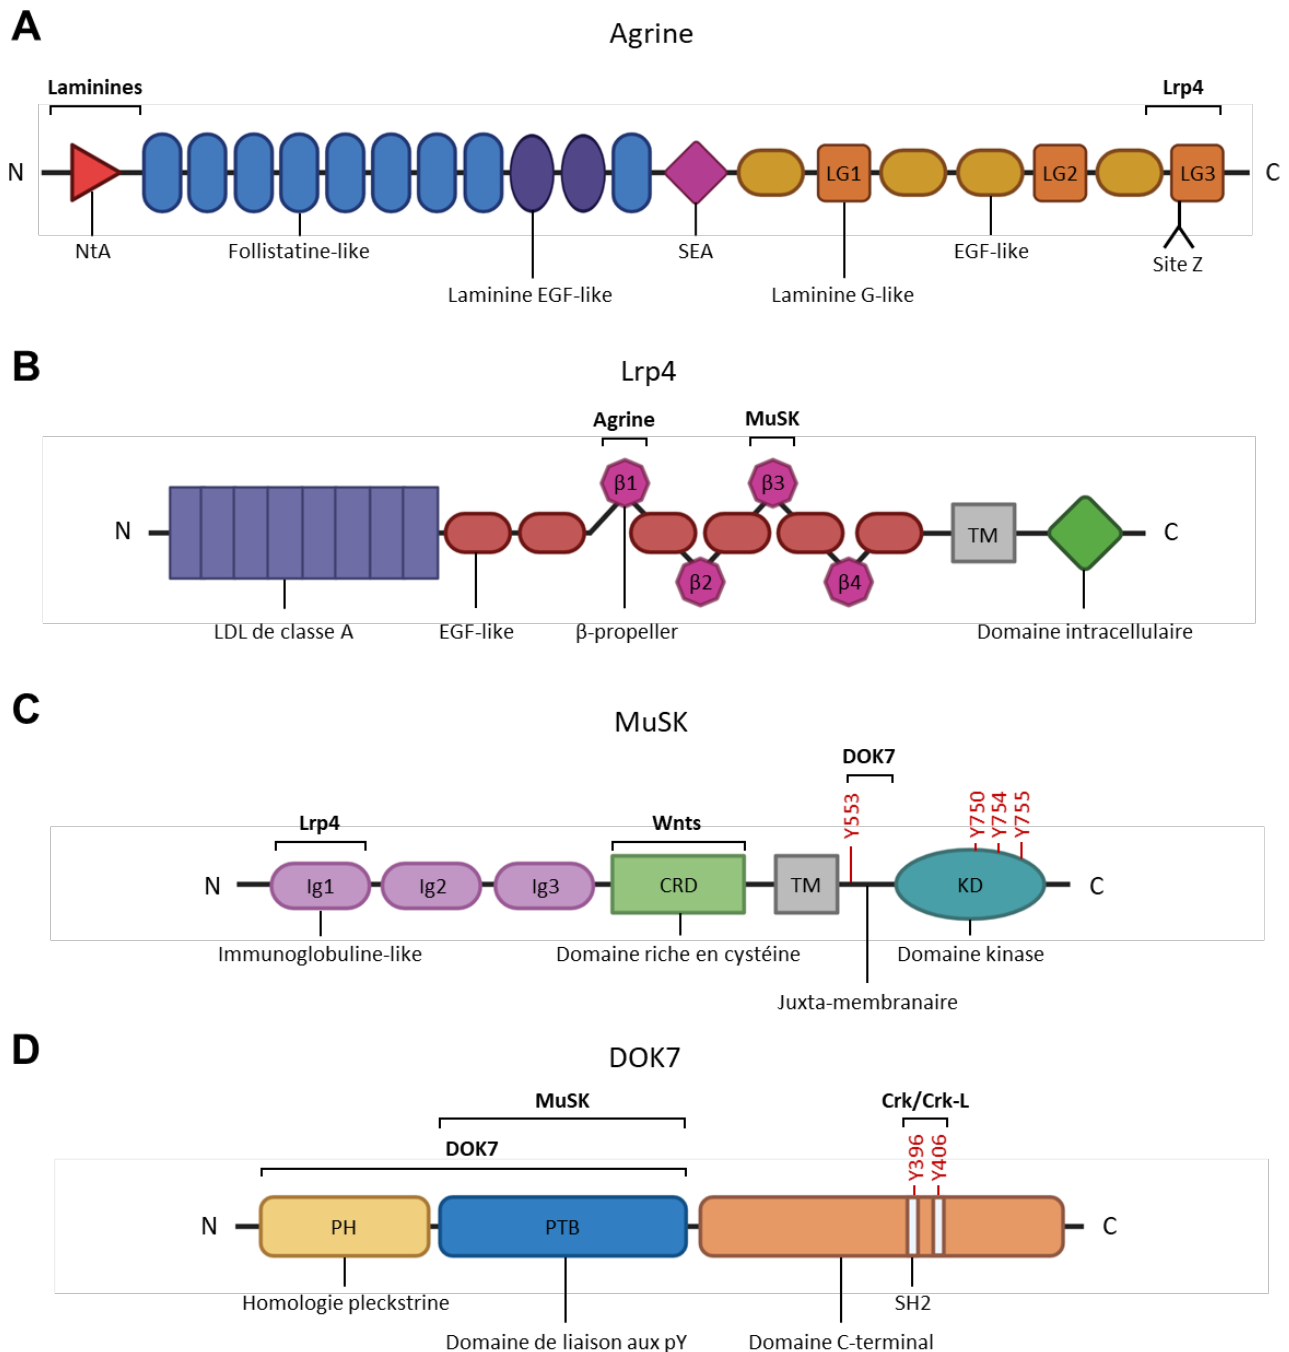 A
Agrine
Laminines
Lrp4
N
LG1
LG2
LG3
C
NtA
Follistatine-like
SEA
EGF-like
Site Z
Laminine EGF-like
Laminine G-like
B
Lrp4
Agrine
MuSK
β1
β3
N
TM
C
β2
β4
LDL de classe A
EGF-like
β-propeller
Domaine intracellulaire
C
MuSK
DOK7
Y553
Y750
Y754
Y755
Lrp4
Wnts
N
Ig1
Ig2
Ig3
CRD
TM
KD
C
Immunoglobuline-like
Domaine riche en cystéine
Domaine kinase
Juxta-membranaire
D
DOK7
MuSK
Crk/Crk-L
DOK7
Y396
Y406
N
PH
PTB
C
Homologie pleckstrine
SH2
Domaine de liaison aux pY
Domaine C-terminal